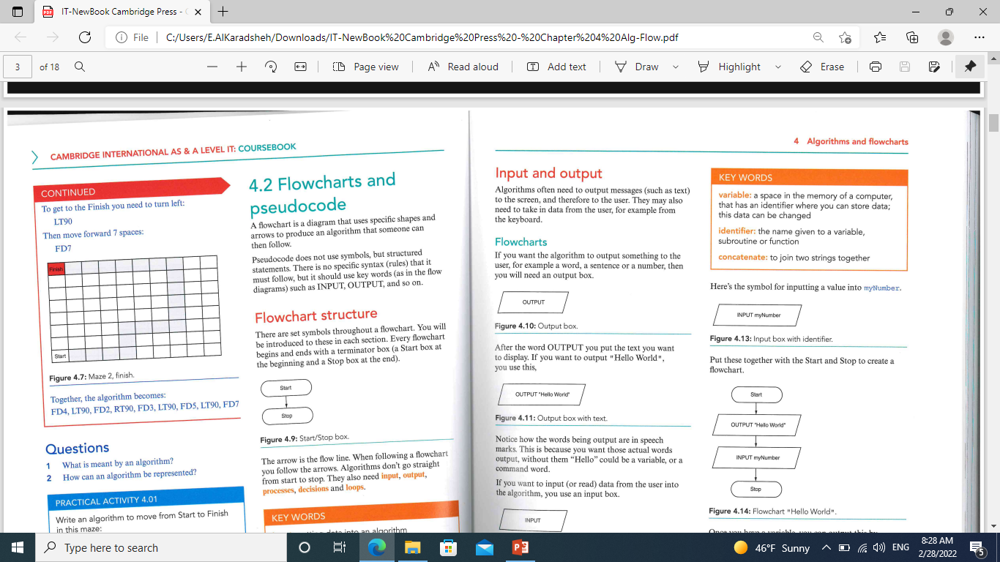 IT-NewBook Cambridge Press -
File
C:/Users/E.AlKaradsheh/Downloads/IT-NewBook%20Cambridge%20Press%20-%20Chapter%204%20Alg-Flow.pdf
3 of 18
Page view
Read aloud
Add text
Draw
Highlight
Erase
CAMBRIDGE INTERNATIONAL AS & A LEVEL IT: COURSEBOOK
CONTINUED
To get to the Finish you need to turn left:
LT90
Then move forward 7 spaces:
FD7
Finish
Start
Figure 4.7: Maze 2, finish.
Together, the algorithm becomes:
FD4, LT90, FD2, RT90, FD3, LT90, FD5, LT90, FD7
Questions
1 What is meant by an algorithm?
2 How can an algorithm be represented?
PRACTICAL ACTIVITY 4.01
Write an algorithm to move from Start to Finish
in this maze:
4.2 Flowcharts and
pseudocode
A flowchart is a diagram that uses specific shapes and
arrows to produce an algorithm that someone can
then follow.
Pseudocode does not use symbols, but structured
statements. There is no specific syntax (rules) that it
must follow, but it should use key words (as in the flow
diagrams) such as INPUT, OUTPUT, and so on.
Flowchart structure
There are set symbols throughout a flowchart. You will
be introduced to these in each section. Every flowchart
begins and ends with a terminator box (a Start box at
the beginning and a Stop box at the end).
Start
Stop
Figure 4.9: Start/Stop box.
The arrow is the flow line. When following a flowchart
you follow the arrows. Algorithms don't go straight
from start to stop. They also need input, output,
processes, decisions and loops.
KEY WORDS
data into an algorithm
4 Algorithms and flowcharts
Input and output
Algorithms often need to output messages (such as text)
to the screen, and therefore to the user. They may also
need to take in data from the user, for example from
the keyboard.
Flowcharts
If you want the algorithm to output something to the
user, for example a word, a sentence or a number, then
you will need an output box.
OUTPUT
Figure 4.10: Output box.
After the word OUTPUT you put the text you want
to display. If you want to output "Hello World",
you use this,
OUTPUT "Hello World"
Figure 4.11: Output box with text.
Notice how the words being output are in speech
marks. This is because you want those actual words
output, without them "Hello" could be a variable, or a
command word.
If you want to input (or read) data from the user into
the algorithm, you use an input box.
INPUT
KEY WORDS
variable: a space in the memory of a computer,
that has an identifier where you can store data;
this data can be changed
identifier: the name given to a variable,
subroutine or function
concatenate: to join two strings together
Here's the symbol for inputting a value into myNumber.
INPUT myNumber
Figure 4.13: Input box with identifier.
Put these together with the Start and Stop to create a
flowchart.
Start
OUTPUT "Hello World"
INPUT myNumber
Stop
Figure 4.14: Flowchart "Hello World".
Once you have a variable, you can output this by
Type here to search
46°F Sunny
ENG
8:28 AM
2/28/2022
5